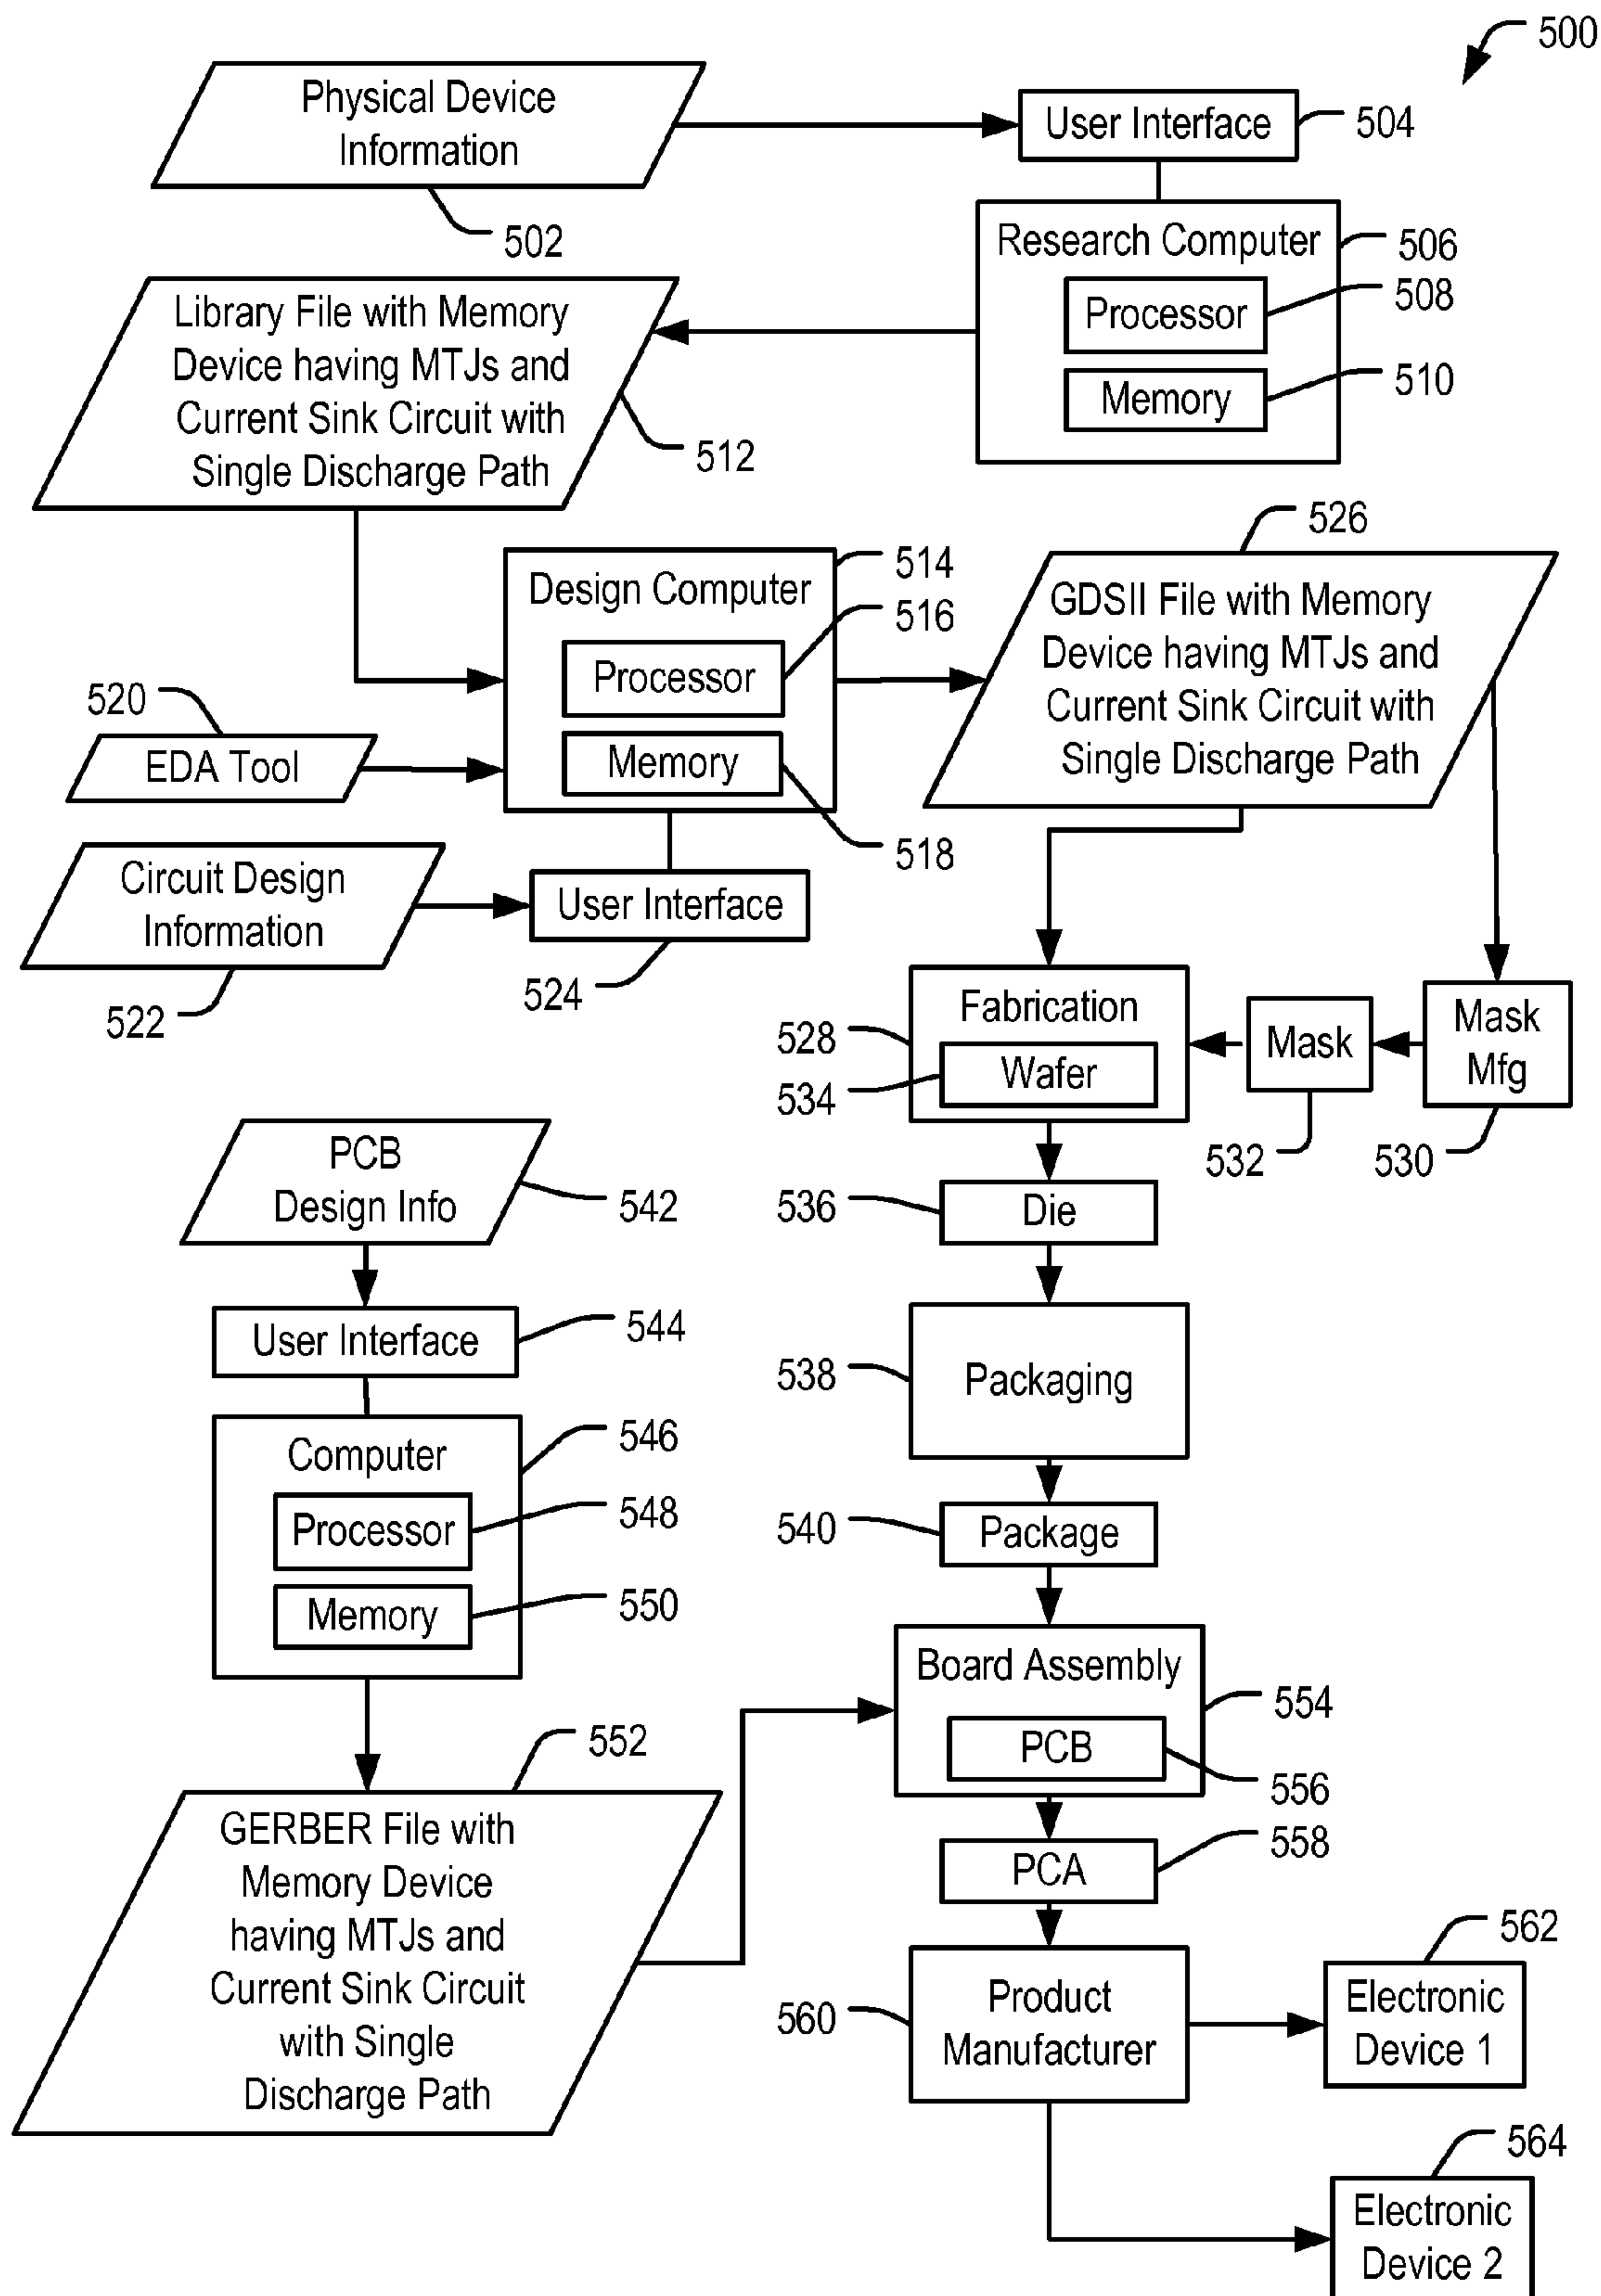 500
Physical Device
Information
502
User Interface
504
Research Computer
506
Processor
508
Memory
510
Library File with Memory
Device having MTJs and
Current Sink Circuit with
Single Discharge Path
512
Design Computer
514
Processor
516
Memory
518
EDA Tool
520
Circuit Design
Information
522
User Interface
524
526
GDSII File with Memory
Device having MTJs and
Current Sink Circuit with
Single Discharge Path
Fabrication
528
Wafer
534
Mask
532
Mask
Mfg
530
Die
536
Packaging
538
Package
540
PCB
Design Info
542
User Interface
544
Computer
546
Processor
548
Memory
550
552
GERBER File with
Memory Device
having MTJs and
Current Sink Circuit
with Single
Discharge Path
Board Assembly
554
PCB
556
PCA
558
Product
Manufacturer
560
562
Electronic
Device 1
564
Electronic
Device 2